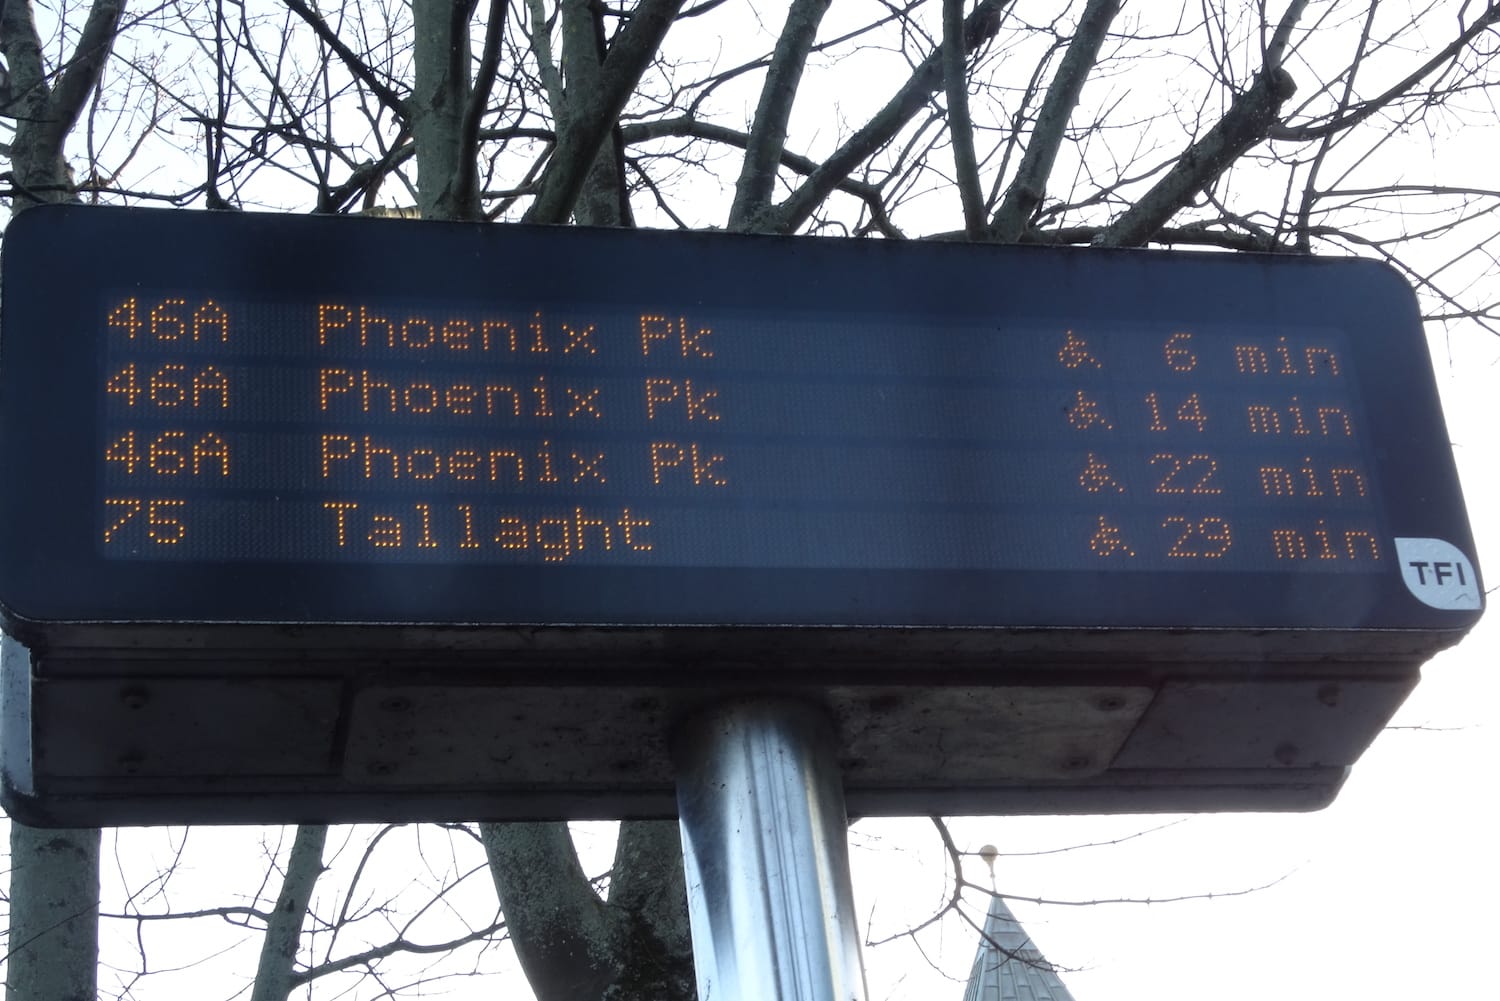 46A Phoenix Pk ♿ 6 min
46A Phoenix Pk ♿ 14 min
46A Phoenix Pk ♿ 22 min
75 Tallaght ♿ 29 min
TFI